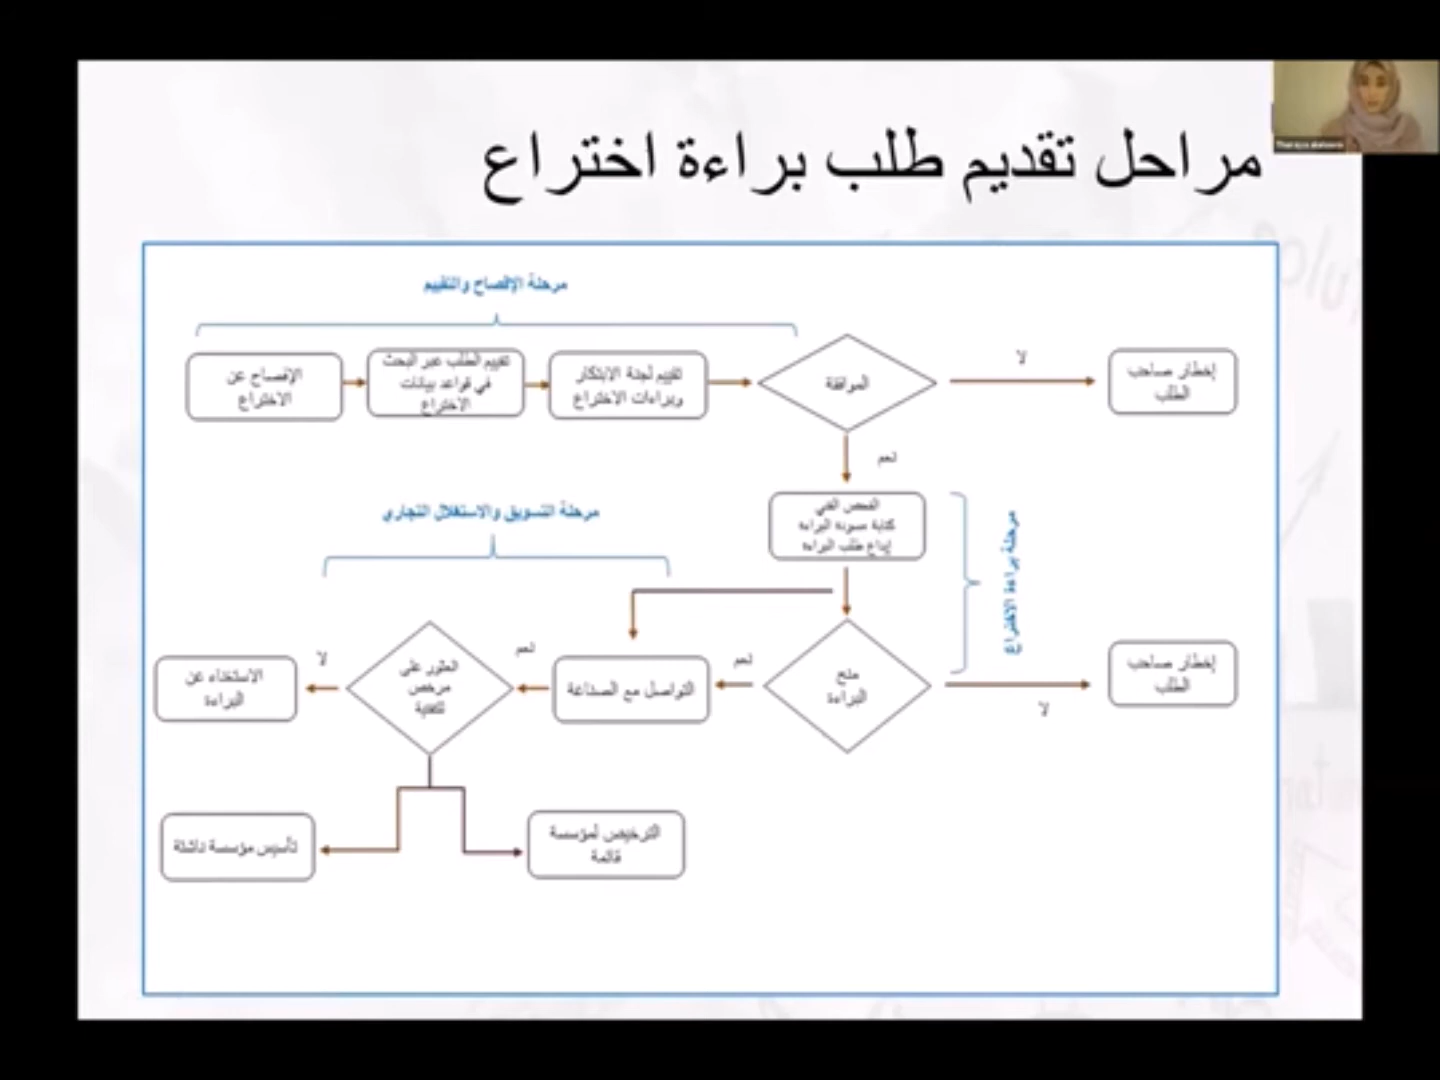 مراحل تقديم طلب براءة اختراع
مرحلة الإفصاح والتقييم
الإفصاح عن
الاختراع
تقييم الطلب عبر البحث
في قواعد بيانات
الاختراع
تقييم لجنة الابتكار
وبراءات الاختراع
الموافقة
لا
إخطار صاحب
الطلب
نعم
الفحص الفني
كتابة مسودة البراءة
إيداع طلب البراءة
مرحلة براءة الاختراع
مرحلة التسويق والاستغلال التجاري
منح
البراءة
لا
إخطار صاحب
الطلب
نعم
التواصل مع الصناعة
نعم
العثور على
مرخص
للتقنية
لا
الاستغناء عن
البراءة
الترخيص لمؤسسة
قائمة
تأسيس مؤسسة ناشئة